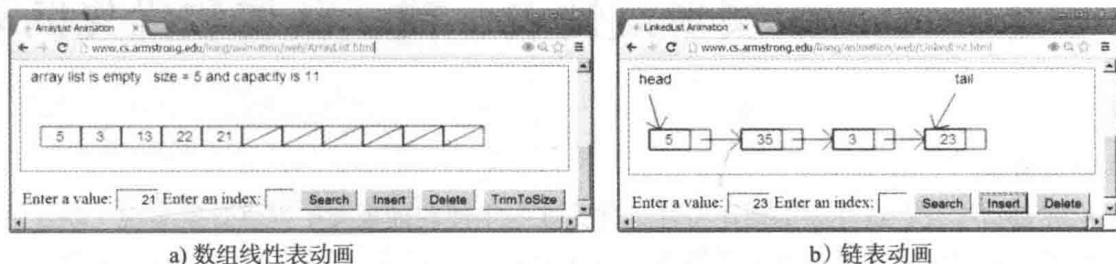 ArrayList Animation
www.cs.armstrong.edu/liang/animation/web/ArrayList.html
array list is empty size = 5 and capacity is 11
5 3 13 22 21
Enter a value: 21 Enter an index: Search Insert Delete TrimToSize
a) 数组线性表动画
LinkedList Animation
www.cs.armstrong.edu/liang/animation/web/LinkedList.html
head tail
5 35 3 23
Enter a value: 23 Enter an index: Search Insert Delete
b) 链表动画